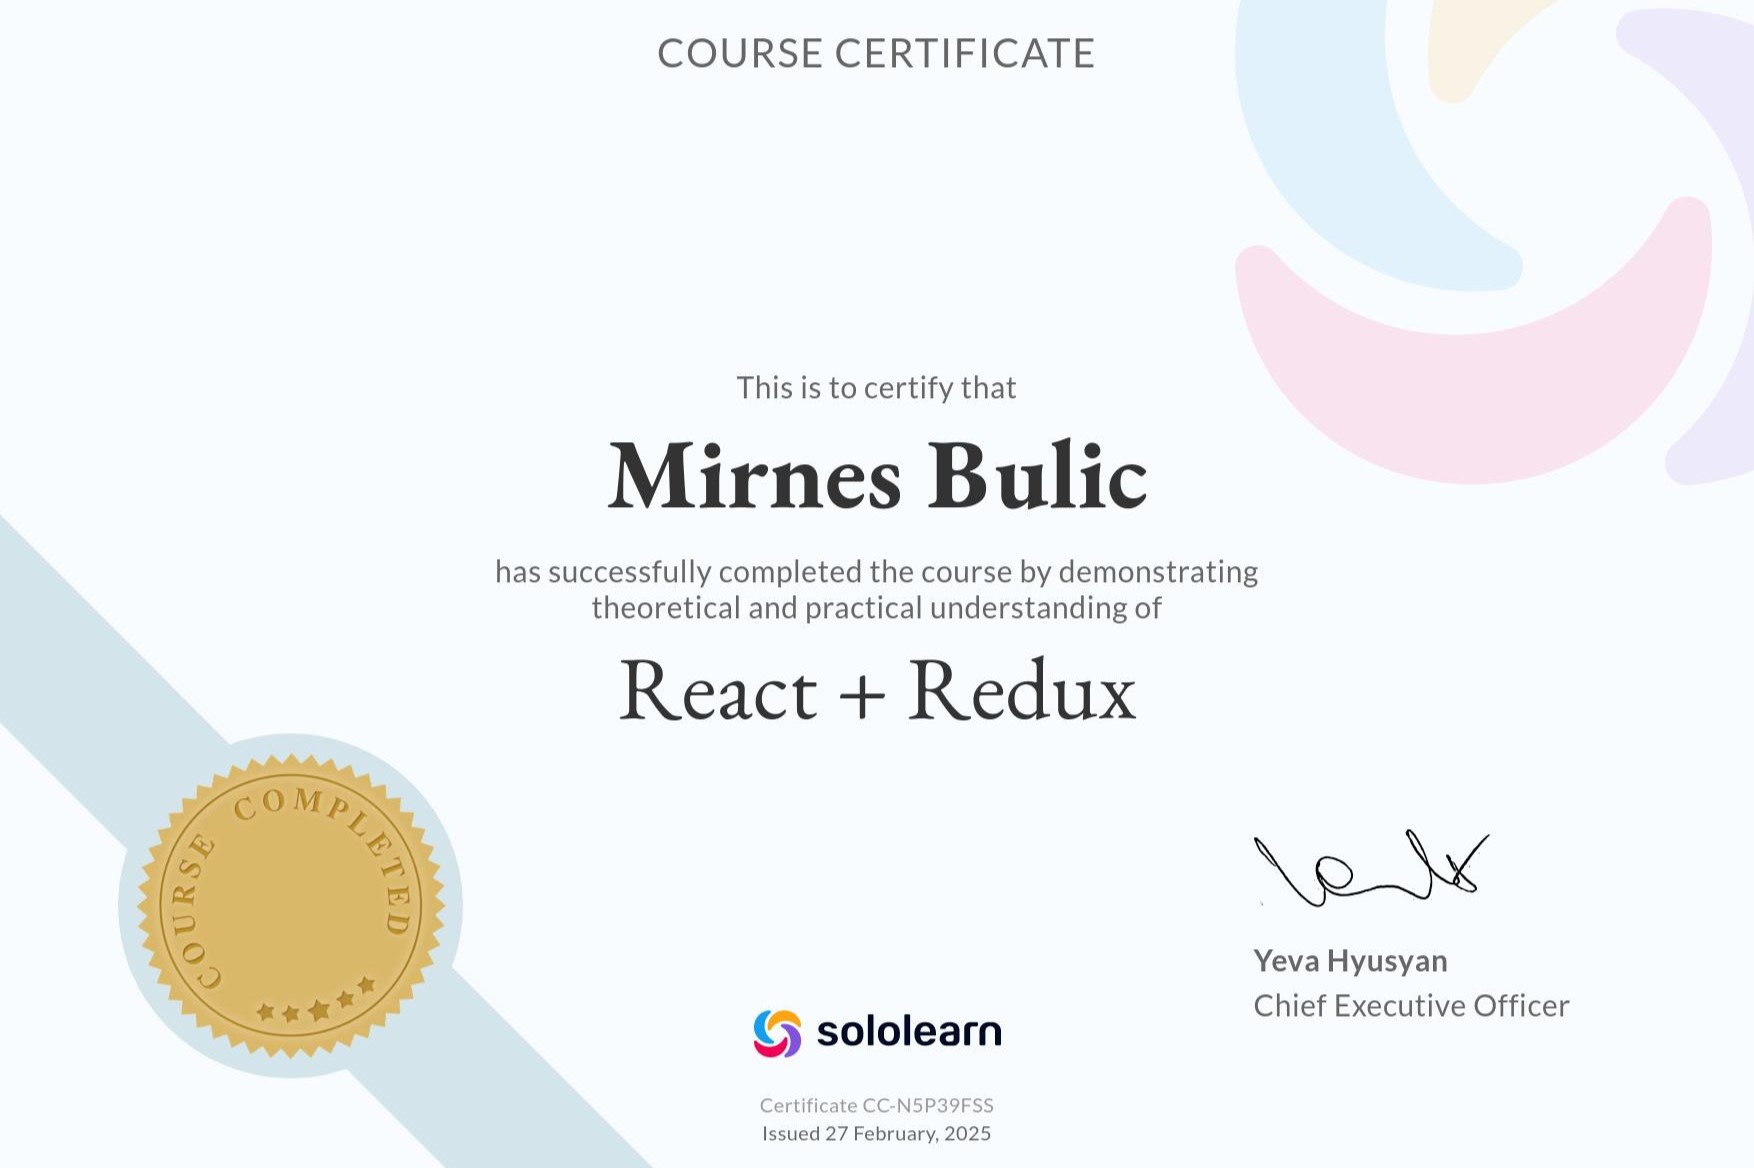 COURSE CERTIFICATE
This is to certify that
Mirnes Bulic
has successfully completed the course by demonstrating
theoretical and practical understanding of
React + Redux
COURSE COMPLETED
Yeva Hyusyan
Chief Executive Officer
sololearn
Certificate CC-N5P39FSS
Issued 27 February, 2025